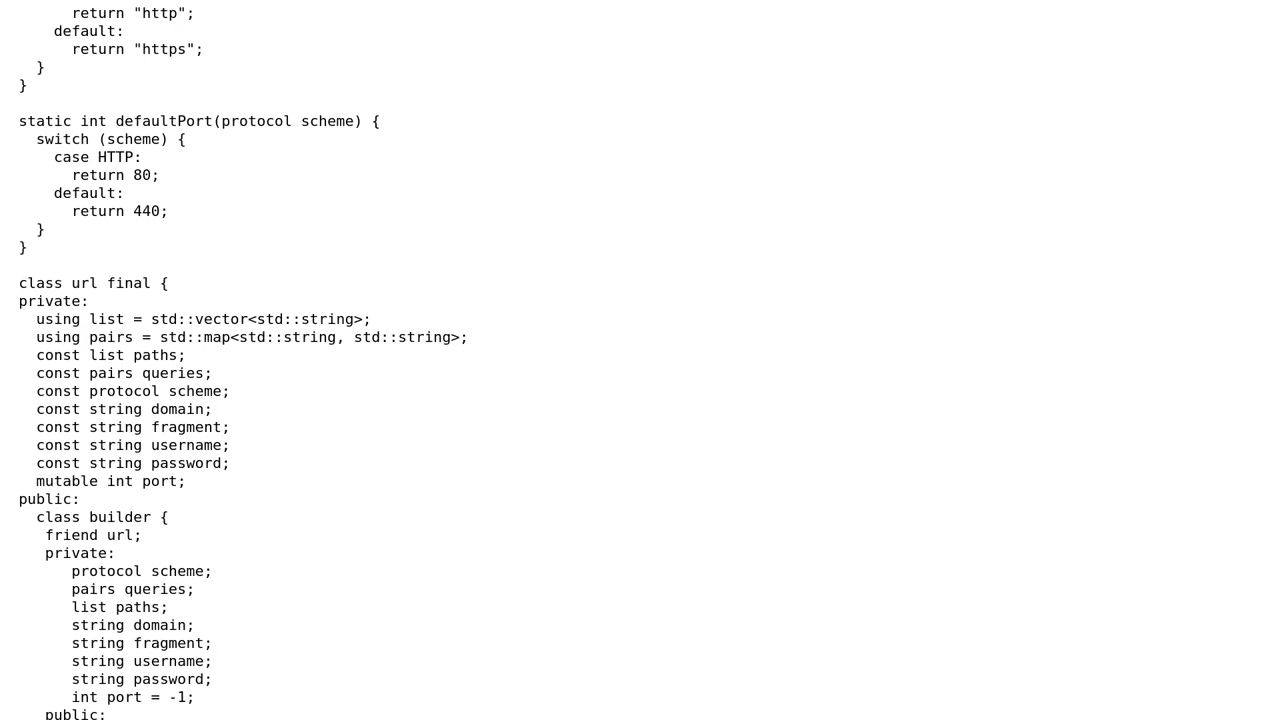 return "http";
    default:
      return "https";
  }
}

static int defaultPort(protocol scheme) {
  switch (scheme) {
    case HTTP:
      return 80;
    default:
      return 440;
  }
}

class url final {
private:
  using list = std::vector<std::string>;
  using pairs = std::map<std::string, std::string>;
  const list paths;
  const pairs queries;
  const protocol scheme;
  const string domain;
  const string fragment;
  const string username;
  const string password;
  mutable int port;
public:
  class builder {
   friend url;
   private:
      protocol scheme;
      pairs queries;
      list paths;
      string domain;
      string fragment;
      string username;
      string password;
      int port = -1;
   public: